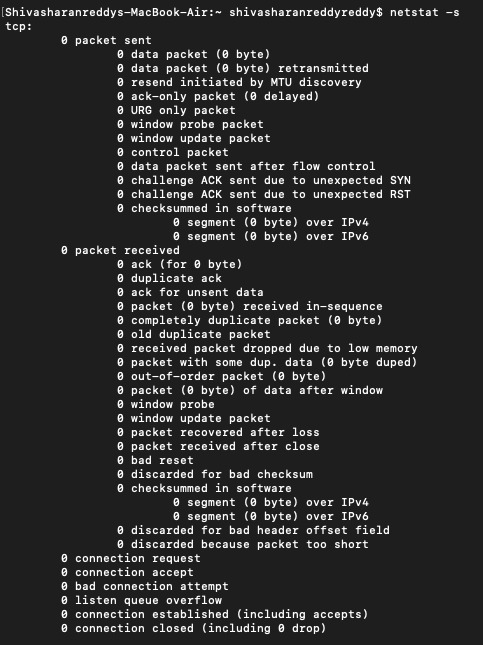 [Shivasharanreddys-MacBook-Air:~ shivasharanreddyreddy$ netstat -s
tcp:
0 packet sent
0 data packet (0 byte)
0 data packet (0 byte) retransmitted
0 resend initiated by MTU discovery
0 ack-only packet (0 delayed)
0 URG only packet
0 window probe packet
0 window update packet
0 control packet
0 data packet sent after flow control
0 challenge ACK sent due to unexpected SYN
0 challenge ACK sent due to unexpected RST
0 checksummed in software
0 segment (0 byte) over IPv4
0 segment (0 byte) over IPv6
0 packet received
0 ack (for 0 byte)
0 duplicate ack
0 ack for unsent data
0 packet (0 byte) received in-sequence
0 completely duplicate packet (0 byte)
0 old duplicate packet
0 received packet dropped due to low memory
0 packet with some dup. data (0 byte duped)
0 out-of-order packet (0 byte)
0 packet (0 byte) of data after window
0 window probe
0 window update packet
0 packet recovered after loss
0 packet received after close
0 bad reset
0 discarded for bad checksum
0 checksummed in software
0 segment (0 byte) over IPv4
0 segment (0 byte) over IPv6
0 discarded for bad header offset field
0 discarded because packet too short
0 connection request
0 connection accept
0 bad connection attempt
0 listen queue overflow
0 connection established (including accepts)
0 connection closed (including 0 drop)